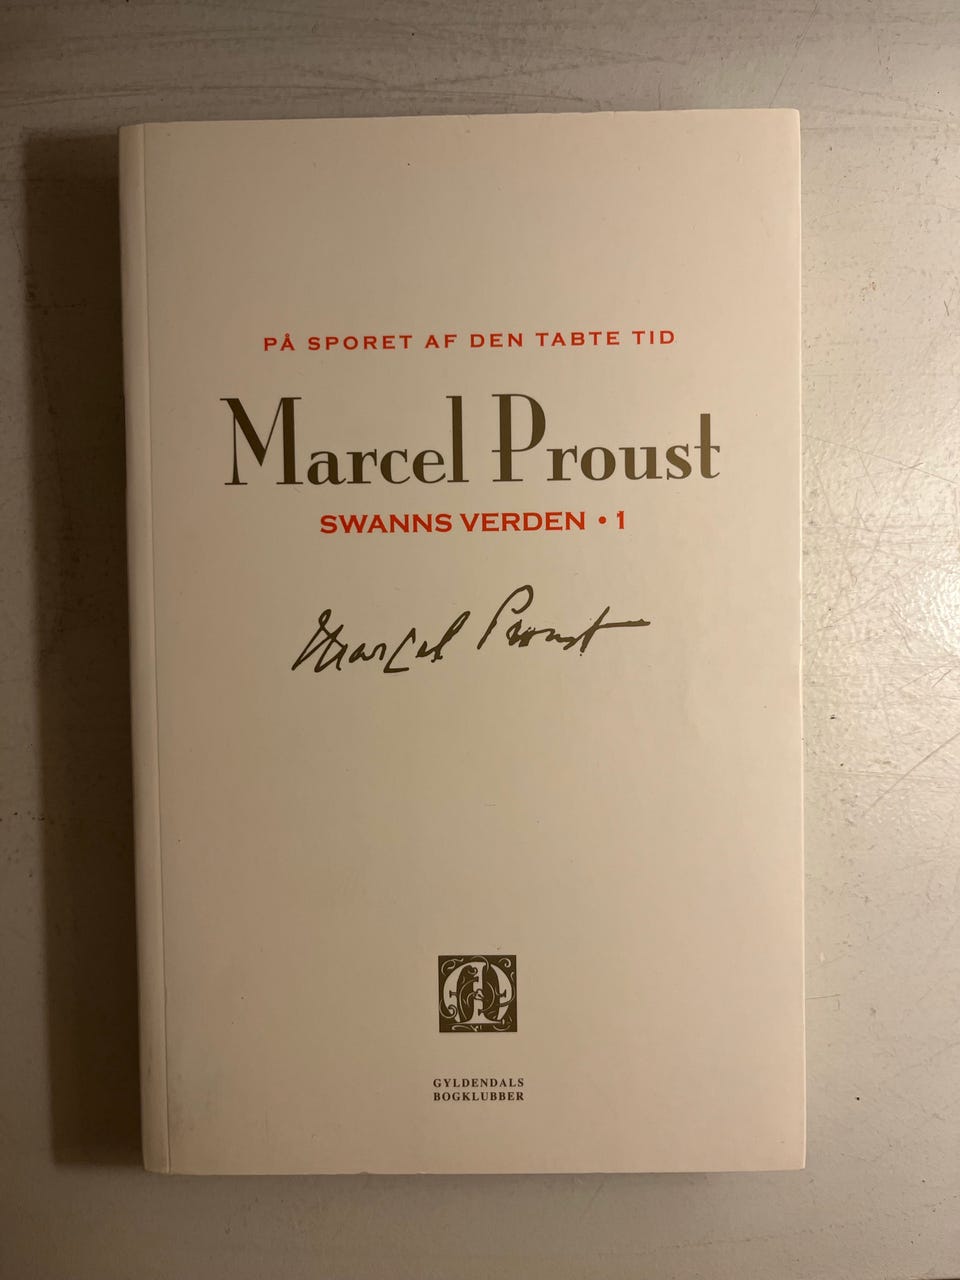 PÅ SPORET AF DEN TABTE TID
Marcel Proust
SWANNS VERDEN • 1
Marcel Proust
GYLDENDALS
BOGKLUBBER